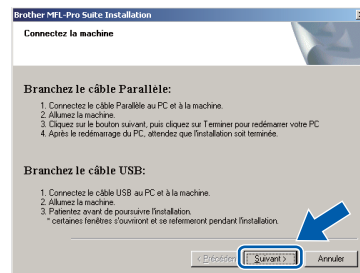 Brother MFL-Pro Suite Installation
Connectez la machine
Branchez le câble Parallèle:
1. Connectez le câble Parallèle au PC et à la machine.
2. Allumez la machine.
3. Cliquez sur le bouton suivant, puis cliquez sur Terminer pour redémarrer votre PC
4. Après le redémarrage du PC, attendez que l'installation soit terminée.
Branchez le câble USB:
1. Connectez le câble USB au PC et à la machine.
2. Allumez la machine.
3. Patientez avant de poursuivre l'installation.
* certaines fenêtres s'ouvriront et se refermeront pendant l'installation.
< Précéden Suivant > Annuler